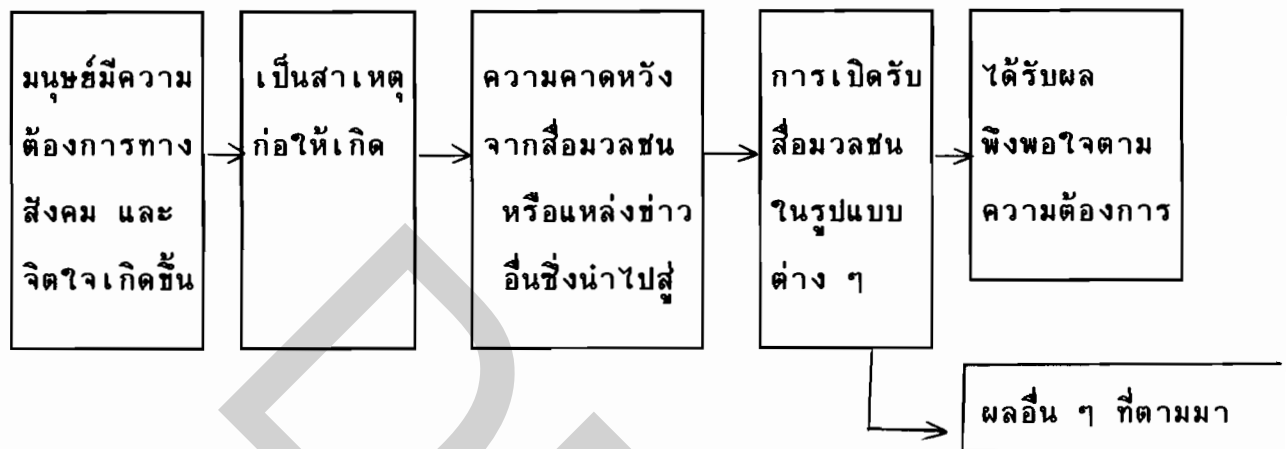 มนุษย์มีความ
ต้องการทาง
สังคม และ
จิตใจเกิดขึ้น
เป็นสาเหตุ
ก่อให้เกิด
ความคาดหวัง
จากสื่อมวลชน
หรือแหล่งข่าว
อื่นซึ่งนำไปสู่
การเปิดรับ
สื่อมวลชน
ในรูปแบบ
ต่าง ๆ
ได้รับผล
พึงพอใจตาม
ความต้องการ
ผลอื่น ๆ ที่ตามมา